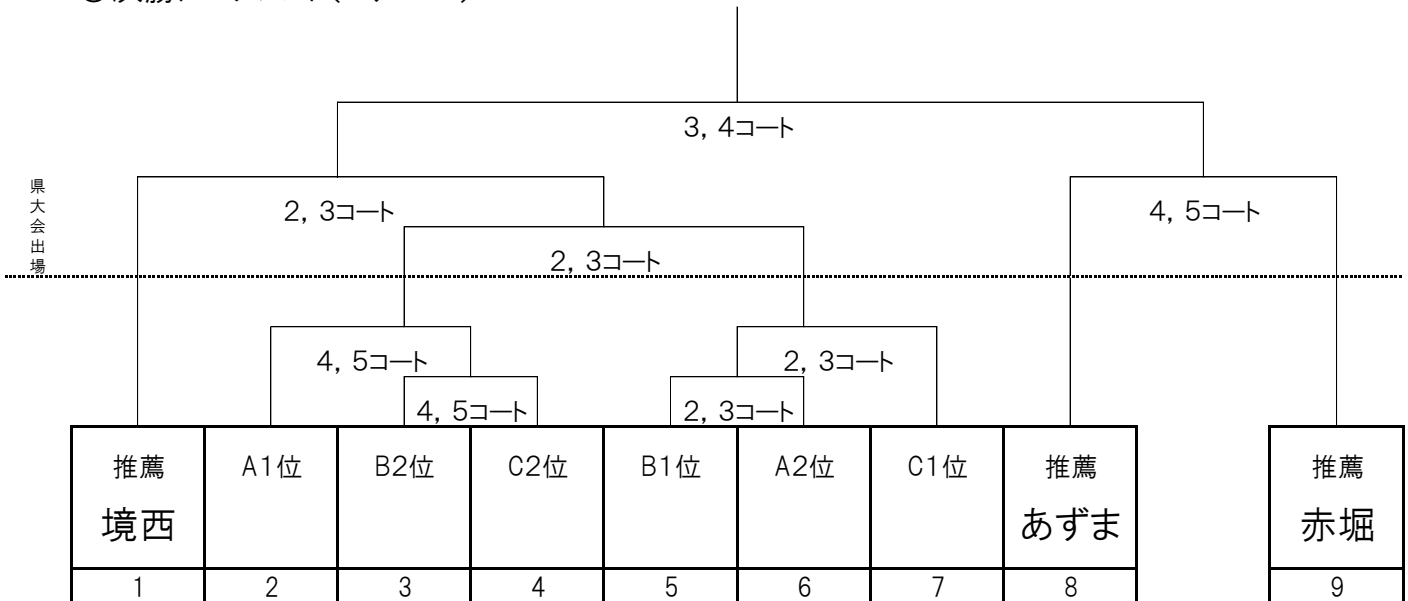 3，4コート
県大会出場
2，3コート
4，5コート
2，3コート
4，5コート
2，3コート
4，5コート
2，3コート
推薦 A1位 B2位 C2位 B1位 A2位 C1位 推薦 推薦
境西 あずま 赤堀
1 2 3 4 5 6 7 8 9